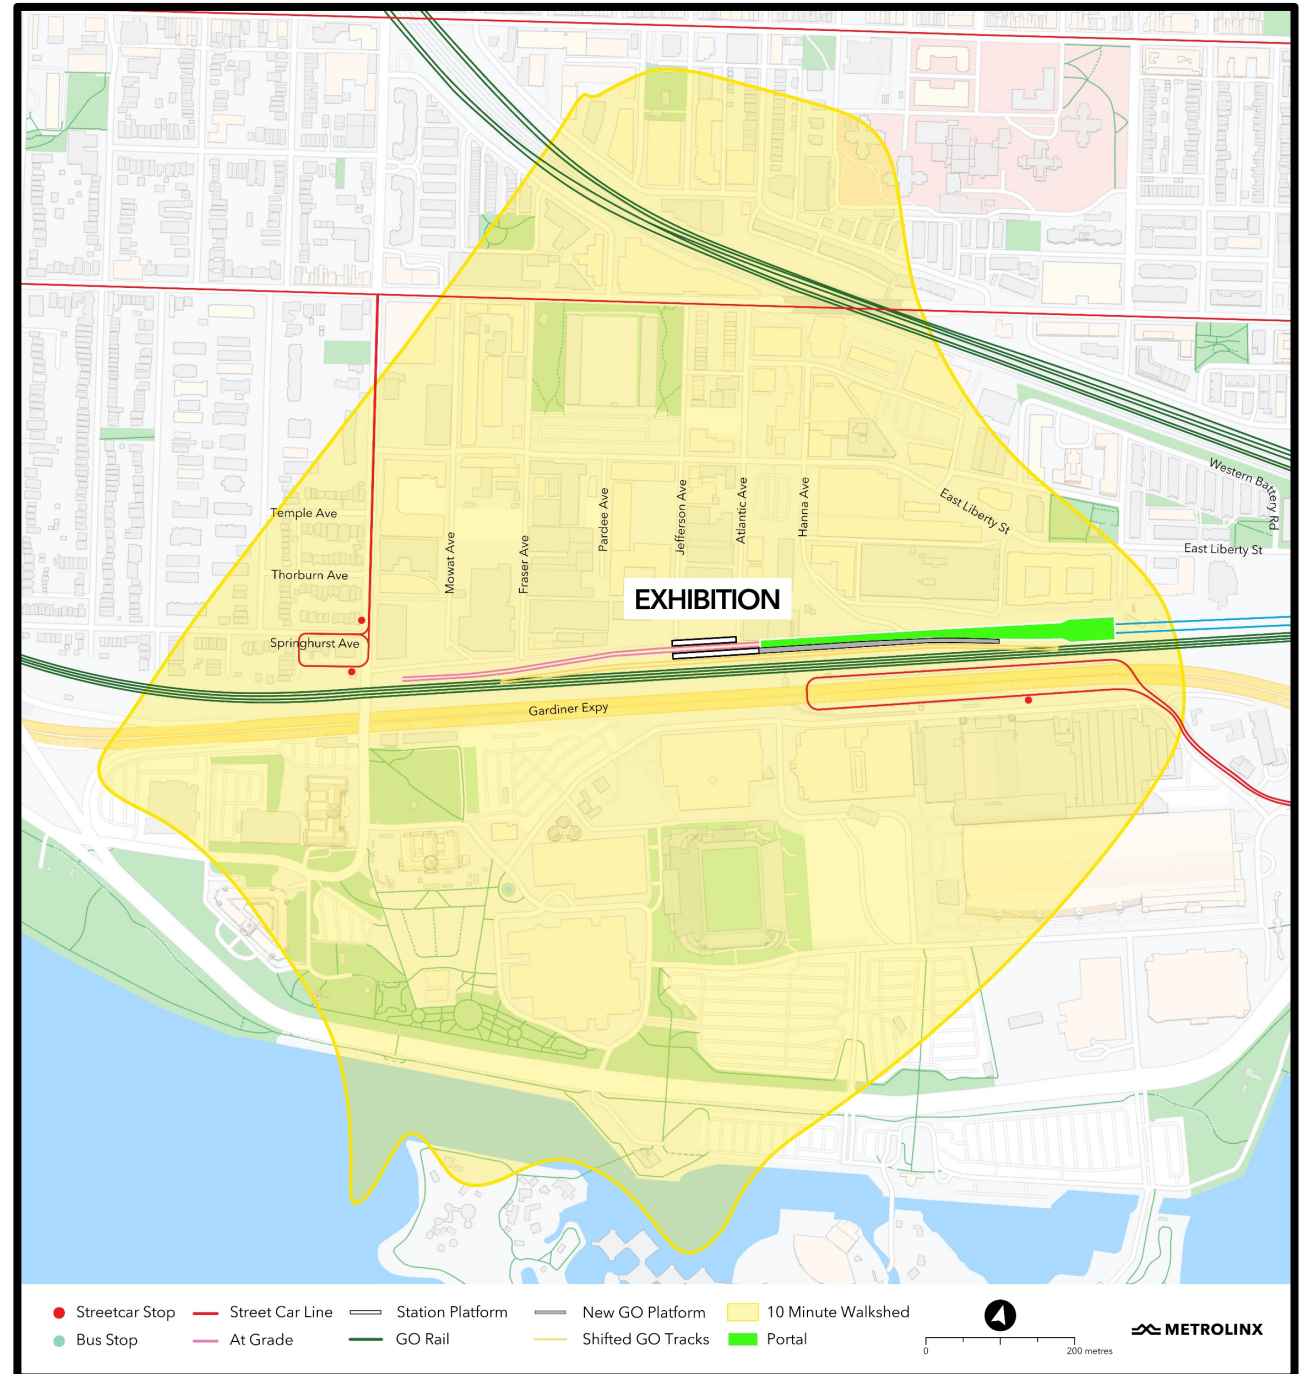 Western Battery Rd
East Liberty St
Temple Ave
Pardee Ave
Jefferson Ave
Atlantic Ave
Hanna Ave
East Liberty St
Mowat Ave
Fraser Ave
Thorburn Ave
EXHIBITION
Springhurst Ave
Gardiner Expy
Streetcar Stop
Street Car Line
Station Platform
New GO Platform
10 Minute Walkshed
Bus Stop
At Grade
GO Rail
Shifted GO Tracks
Portal
0
200 metres
METROLINX